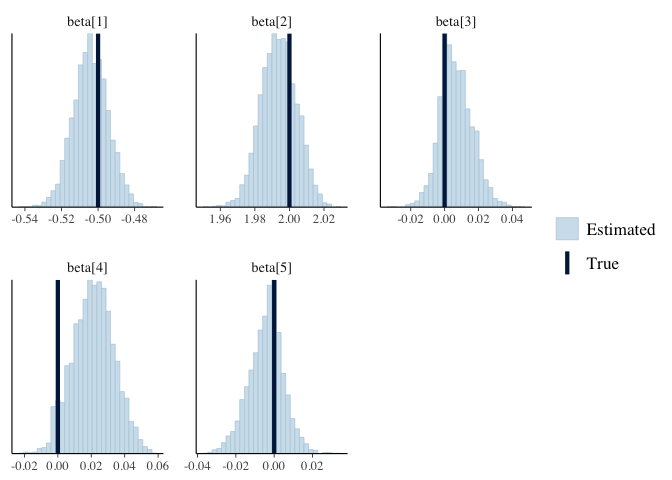 beta[1] beta[2] beta[3]
-0.54 -0.52 -0.50 -0.48 1.96 1.98 2.00 2.02 -0.02 0.00 0.02 0.04
Estimated
True
beta[4] beta[5]
-0.02 0.00 0.02 0.04 0.06 -0.04 -0.02 0.00 0.02